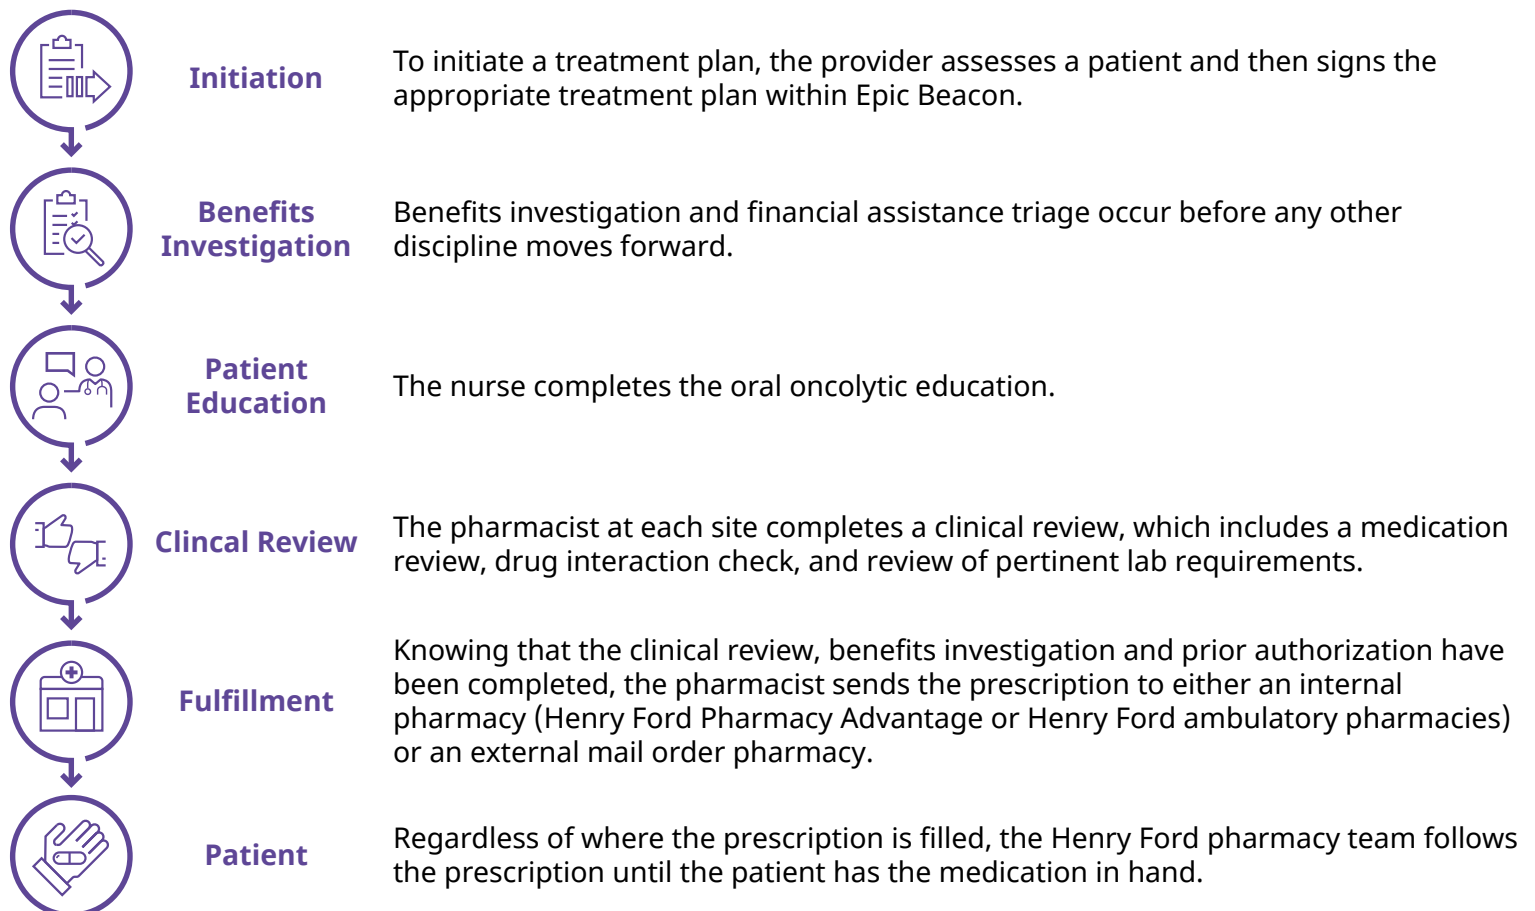 Initiation
To initiate a treatment plan, the provider assesses a patient and then signs the
appropriate treatment plan within Epic Beacon.
Benefits
Investigation
Benefits investigation and financial assistance triage occur before any other
discipline moves forward.
Patient
Education
The nurse completes the oral oncolytic education.
Clincal Review
The pharmacist at each site completes a clinical review, which includes a medication
review, drug interaction check, and review of pertinent lab requirements.
Fulfillment
Knowing that the clinical review, benefits investigation and prior authorization have
been completed, the pharmacist sends the prescription to either an internal
pharmacy (Henry Ford Pharmacy Advantage or Henry Ford ambulatory pharmacies)
or an external mail order pharmacy.
Patient
Regardless of where the prescription is filled, the Henry Ford pharmacy team follows
the prescription until the patient has the medication in hand.